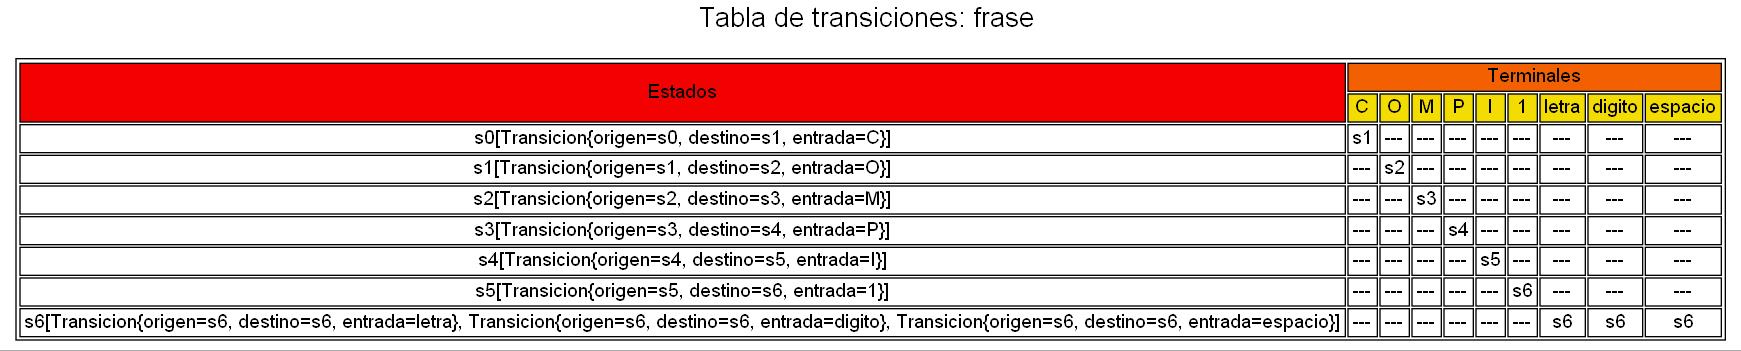 Tabla de transiciones: frase
Estados
Terminales
C O M P I 1 letra digito espacio
s0[Transicion{origen=s0, destino=s1, entrada=C}] s1 --- --- --- --- --- --- --- ---
s1[Transicion{origen=s1, destino=s2, entrada=O}] --- s2 --- --- --- --- --- --- ---
s2[Transicion{origen=s2, destino=s3, entrada=M}] --- --- s3 --- --- --- --- --- ---
s3[Transicion{origen=s3, destino=s4, entrada=P}] --- --- --- s4 --- --- --- --- ---
s4[Transicion{origen=s4, destino=s5, entrada=I}] --- --- --- --- s5 --- --- --- ---
s5[Transicion{origen=s5, destino=s6, entrada=1}] --- --- --- --- --- s6 --- --- ---
s6[Transicion{origen=s6, destino=s6, entrada=letra}, Transicion{origen=s6, destino=s6, entrada=digito}, Transicion{origen=s6, destino=s6, entrada=espacio}] --- --- --- --- --- --- s6 s6 s6